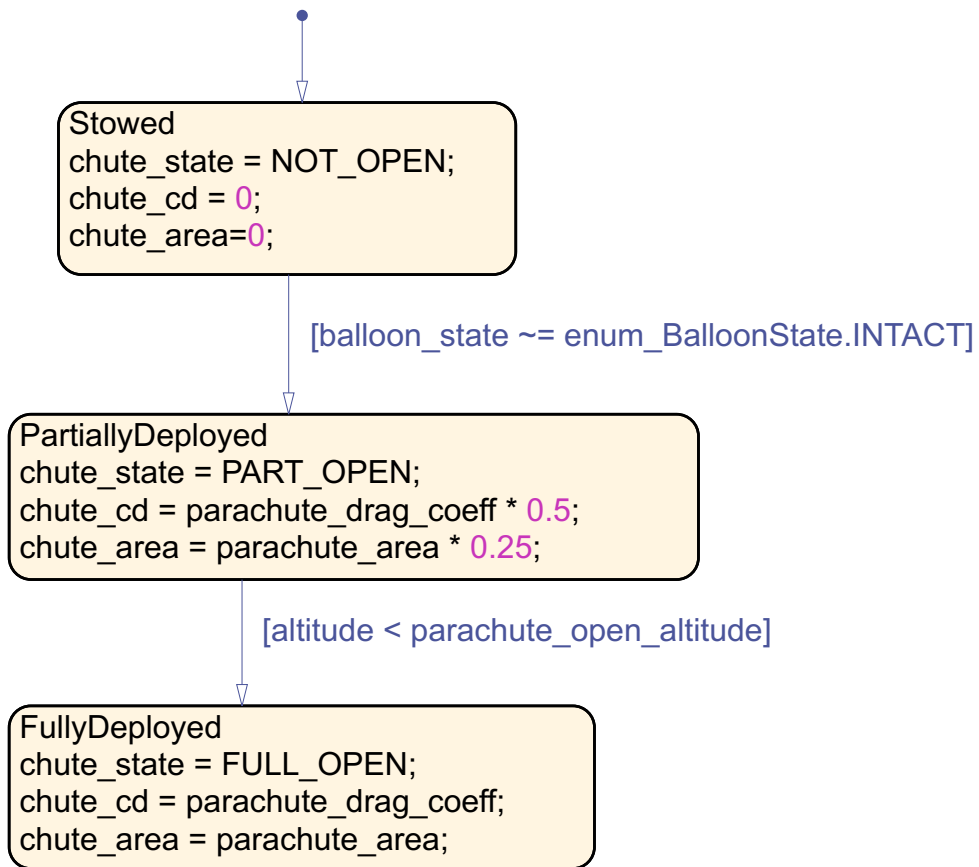 Stowed
chute_state = NOT_OPEN;
chute_cd = 0;
chute_area=0;
[balloon_state ~= enum_BalloonState.INTACT]
PartiallyDeployed
chute_state = PART_OPEN;
chute_cd = parachute_drag_coeff * 0.5;
chute_area = parachute_area * 0.25;
[altitude < parachute_open_altitude]
FullyDeployed
chute_state = FULL_OPEN;
chute_cd = parachute_drag_coeff;
chute_area = parachute_area;